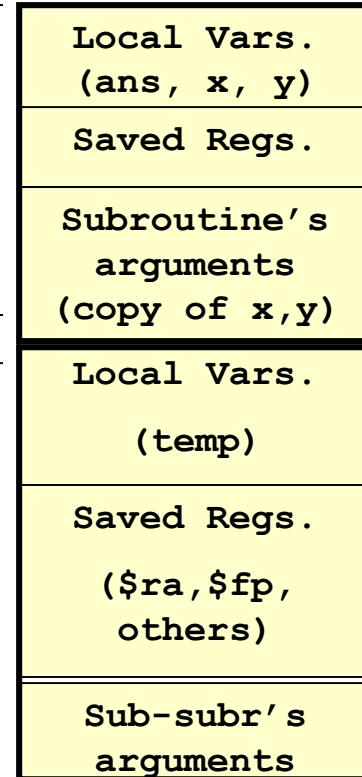 Local Vars.
(ans, x, y)
Saved Regs.
Subroutine's
arguments
(copy of x,y)
Local Vars.
(temp)
Saved Regs.
($ra,$fp,
others)
Sub-subr's
arguments